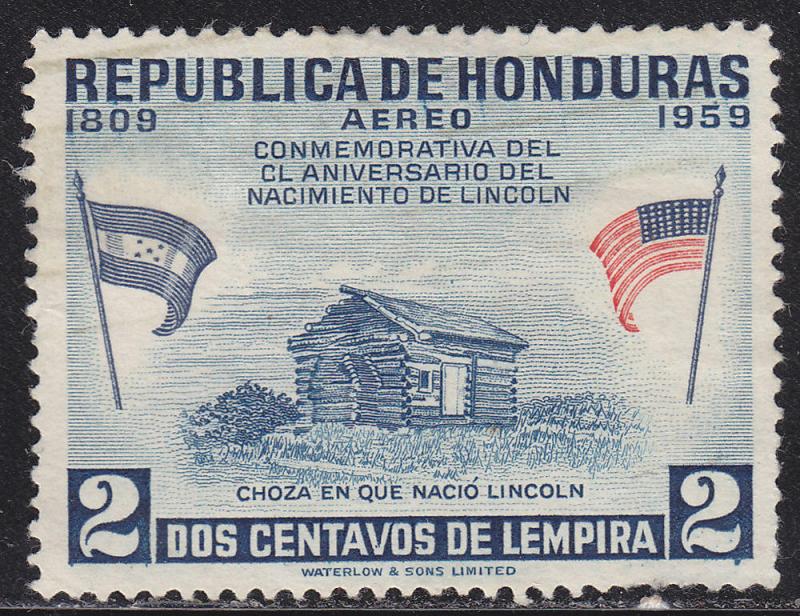 REPUBLICA DE HONDURAS
1809 AEREO 1959
CONMEMORATIVA DEL
CL ANIVERSARIO DEL
NACIMIENTO DE LINCOLN
CHOZA EN QUE NACIÓ LINCOLN
2 DOS CENTAVOS DE LEMPIRA 2
WATERLOW & SONS LIMITED